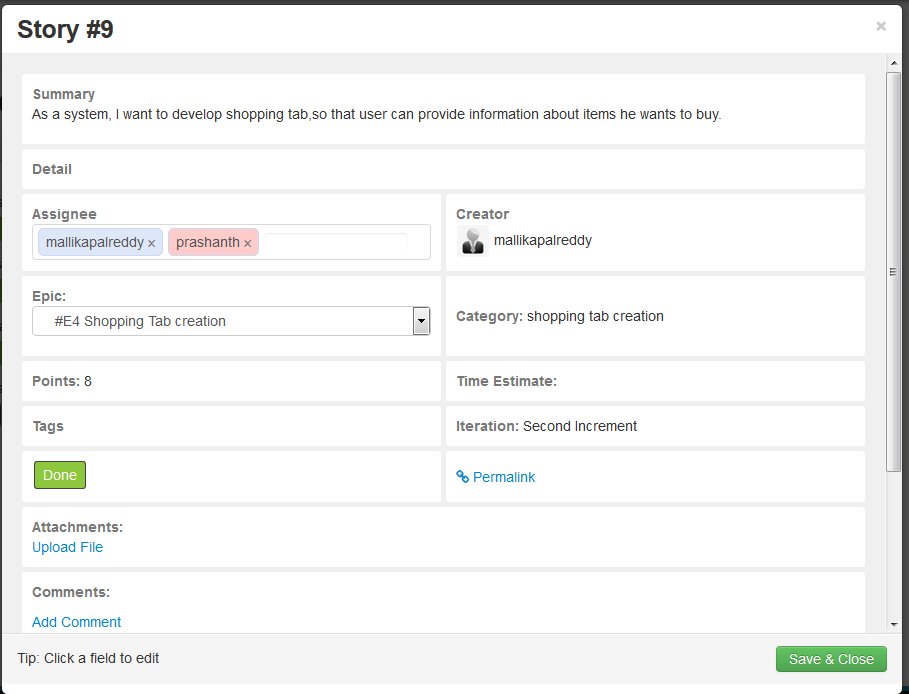 Story #9
×
Summary
As a system, I want to develop shopping tab,so that user can provide information about items he wants to buy.
Detail
Assignee
mallikapalreddy × prashanth ×
Creator
mallikapalreddy
Epic:
#E4 Shopping Tab creation
Category: shopping tab creation
Points: 8
Time Estimate:
Tags
Iteration: Second Increment
Done
Permalink
Attachments:
Upload File
Comments:
Add Comment
Tip: Click a field to edit
Save & Close